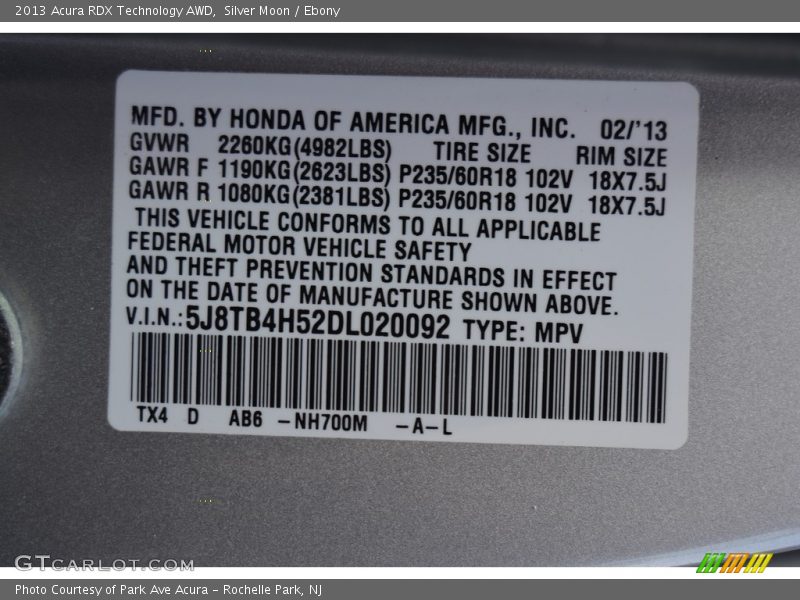 2013 Acura RDX Technology AWD,  Silver Moon / Ebony
MFD. BY HONDA OF AMERICA MFG., INC. 02/'13
GVWR 2260KG(4982LBS) TIRE SIZE RIM SIZE
GAWR F 1190KG(2623LBS) P235/60R18 102V 18X7.5J
GAWR R 1080KG(2381LBS) P235/60R18 102V 18X7.5J
THIS VEHICLE CONFORMS TO ALL APPLICABLE
FEDERAL MOTOR VEHICLE SAFETY
AND THEFT PREVENTION STANDARDS IN EFFECT
ON THE DATE OF MANUFACTURE SHOWN ABOVE.
V.I.N.: 5J8TB4H52DL020092 TYPE: MPV
TX4 D AB6 -NH700M -A-L
GTCARLOT.COM
Photo Courtesy of Park Ave Acura - Rochelle Park, NJ